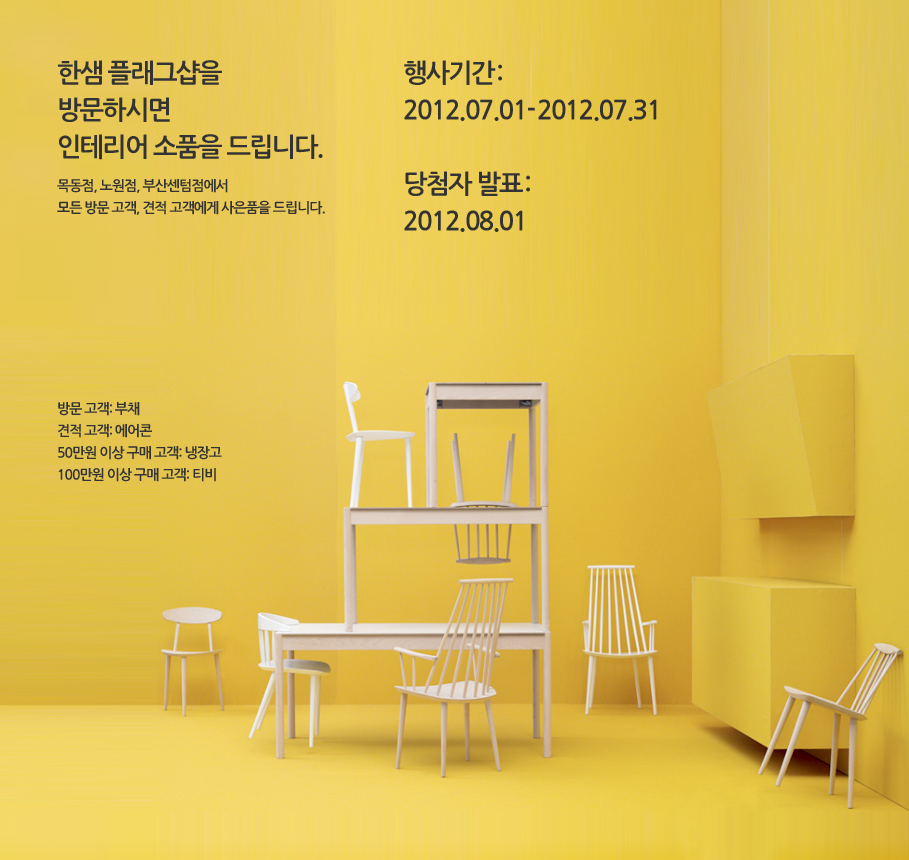 한샘 플래그샵을
방문하시면
인테리어 소품을 드립니다.
목동점, 노원점, 부산센텀점에서
모든 방문 고객, 견적 고객에게 사은품을 드립니다.
행사기간:
2012.07.01-2012.07.31
당첨자 발표:
2012.08.01
방문 고객: 부채
견적 고객: 에어콘
50만원 이상 구매 고객: 냉장고
100만원 이상 구매 고객: 티비